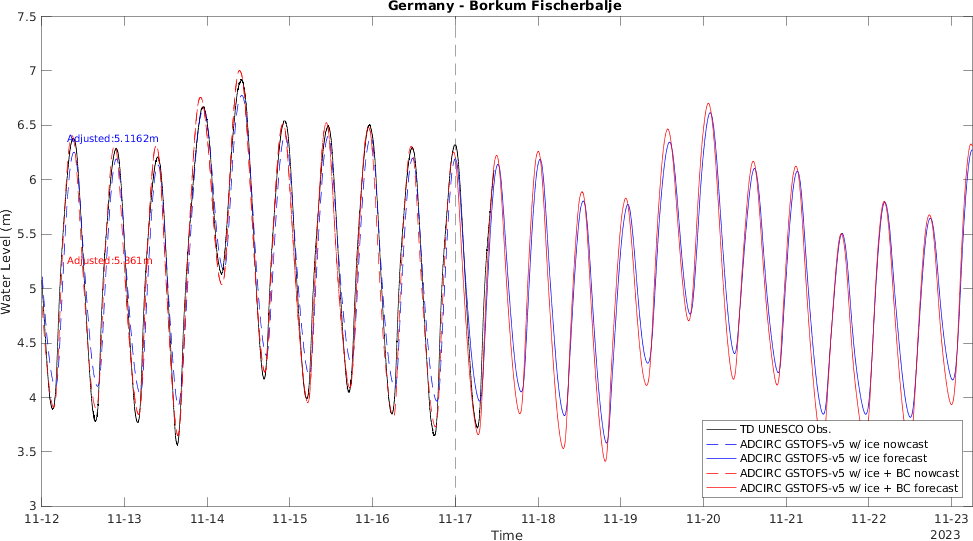 Germany - Borkum Fischerbalje
7.5
7
6.5
6
5.5
5
4.5
4
3.5
3
Water Level (m)
Adjusted:5.1162m
Adjusted:5.361m
TD UNESCO Obs.
ADCIRC GSTOFS-v5 w/ ice nowcast
ADCIRC GSTOFS-v5 w/ ice forecast
ADCIRC GSTOFS-v5 w/ ice + BC nowcast
ADCIRC GSTOFS-v5 w/ ice + BC forecast
11-12 11-13 11-14 11-15 11-16 11-17 11-18 11-19 11-20 11-21 11-22 11-23
Time
2023